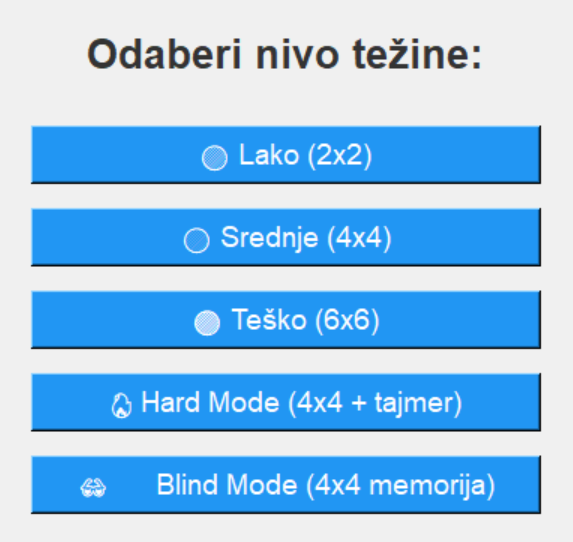 Odaberi nivo težine:
Lako (2x2)
Srednje (4x4)
Teško (6x6)
Hard Mode (4x4 + tajmer)
Blind Mode (4x4 memorija)